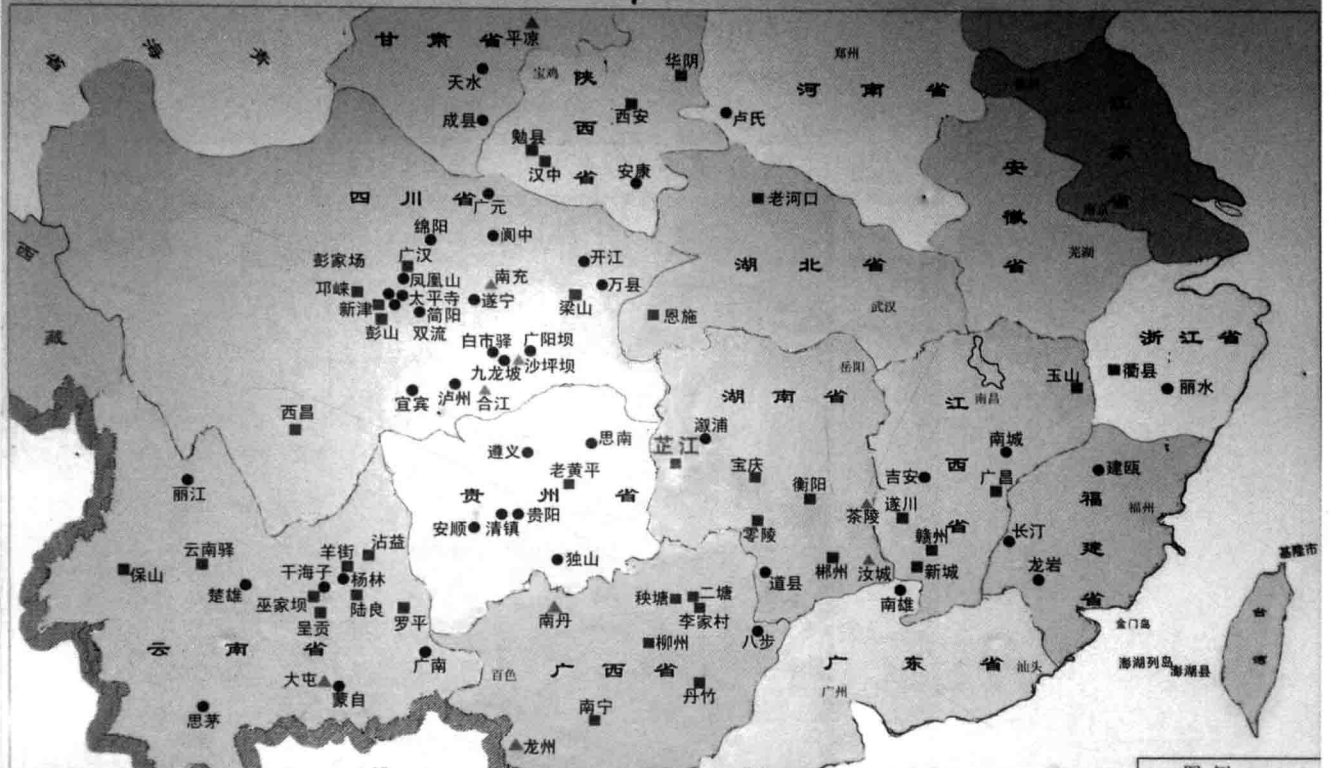 甘肃省
平凉
天水
成县
陕西省
宝鸡
华阴
西安
勉县
汉中
安康
河南省
郑州
卢氏
安徽省
芜湖
江苏省
南京
四川省
广元
绵阳
阆中
广汉
彭家场
凤凰山
邛崃
太平寺
新津
简阳
彭山
双流
南充
遂宁
开江
万县
梁山
白市驿
广阳坝
九龙坡
沙坪坝
宜宾
泸州
合江
西昌
西藏
湖北省
老河口
武汉
恩施
浙江省
衢县
丽水
湖南省
岳阳
溆浦
芷江
宝庆
衡阳
茶陵
零陵
郴州
汝城
道县
江西省
南昌
玉山
南城
吉安
广昌
遂川
赣州
新城
福建省
建瓯
福州
长汀
龙岩
金门岛
澎湖列岛
澎湖县
基隆市
台湾
贵州省
思南
遵义
老黄平
贵阳
清镇
安顺
独山
云南省
丽江
云南驿
保山
楚雄
羊街
沾益
干海子
杨林
巫家坝
陆良
呈贡
罗平
广南
大屯
蒙自
思茅
广西省
南丹
秧塘
二塘
李家村
柳州
八步
百色
丹竹
南宁
龙州
广东省
南雄
广州
汕头